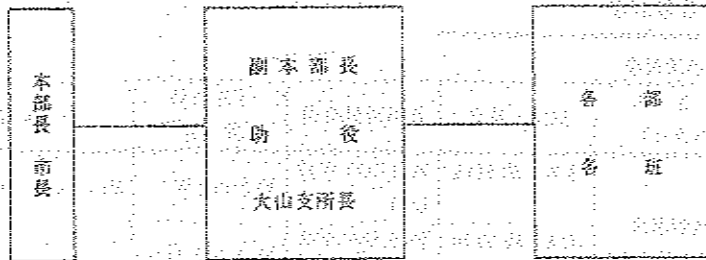 本部長 市長
副本部長
助役
大山支所長
各部
各班